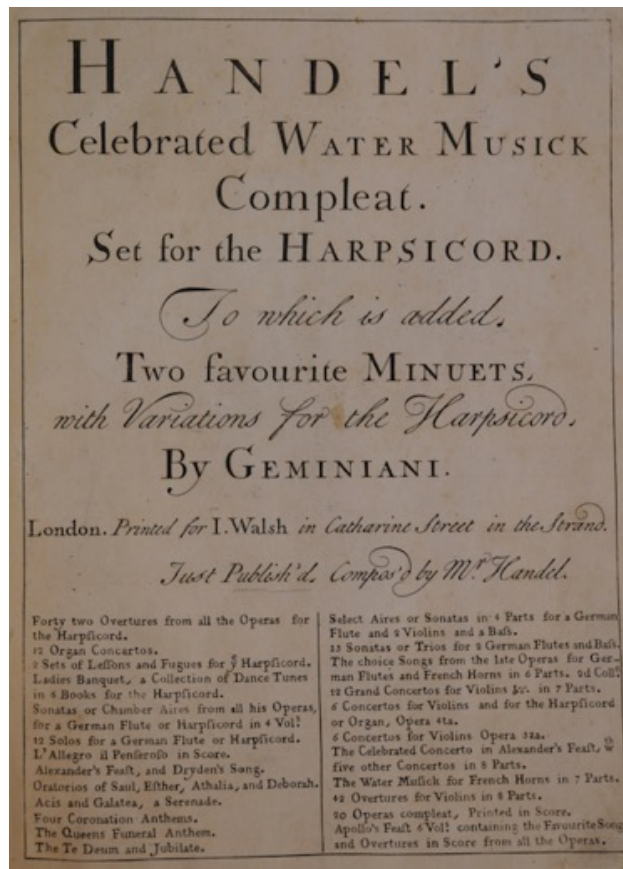 HANDEL'S
Celebrated WATER MUSICK
Compleat.
Set for the HARPSICORD.
To which is added,
Two favourite MINUETS,
with Variations for the Harpsicord,
By GEMINIANI.
London. Printed for I. Walsh in Catharine Street in the Strand.
Just Publish'd, Compos'd by Mr. Handel.
Forty two Overtures from all the Operas for
the Harpſicord.
12 Organ Concertos.
2 Sets of Leſſons and Fugues for ye Harpſicord.
Ladies Banquet, a Collection of Dance Tunes
in 6 Books for the Harpſicord.
Sonatas or Chamber Aires from all his Operas,
for a German Flute or Harpſicord in 4 Vols.
12 Solos for a German Flute or Harpſicord.
L'Allegro il Penſeroſo in Score.
Alexander's Feaſt, and Dryden's Song.
Oratorios of Saul, Eſther, Athalia, and Deborah.
Acis and Galatea, a Serenade.
Four Coronation Anthems.
The Queens Funeral Anthem.
The Te Deum and Jubilate.
Select Aires or Sonatas in 4 Parts for a German
Flute and 2 Violins and a Baſs.
13 Sonatas or Trios for 2 German Flutes and Baſs.
The choice Songs from the late Operas for Ger-
man Flutes and French Horns in 6 Parts. 2d Coll.
12 Grand Concertos for Violins &c. in 7 Parts.
6 Concertos for Violins and for the Harpſicord
or Organ, Opera 4ta.
6 Concertos for Violins Opera 3za.
The Celebrated Concerto in Alexander's Feaſt, wth
five other Concertos in 8 Parts.
The Water Muſick for French Horns in 7 Parts.
42 Overtures for Violins in 8 Parts.
20 Operas compleat, Printed in Score.
Apollo's Feaſt 6 Vols. containing the Favourite Song
and Overtures in Score from all the Operas.